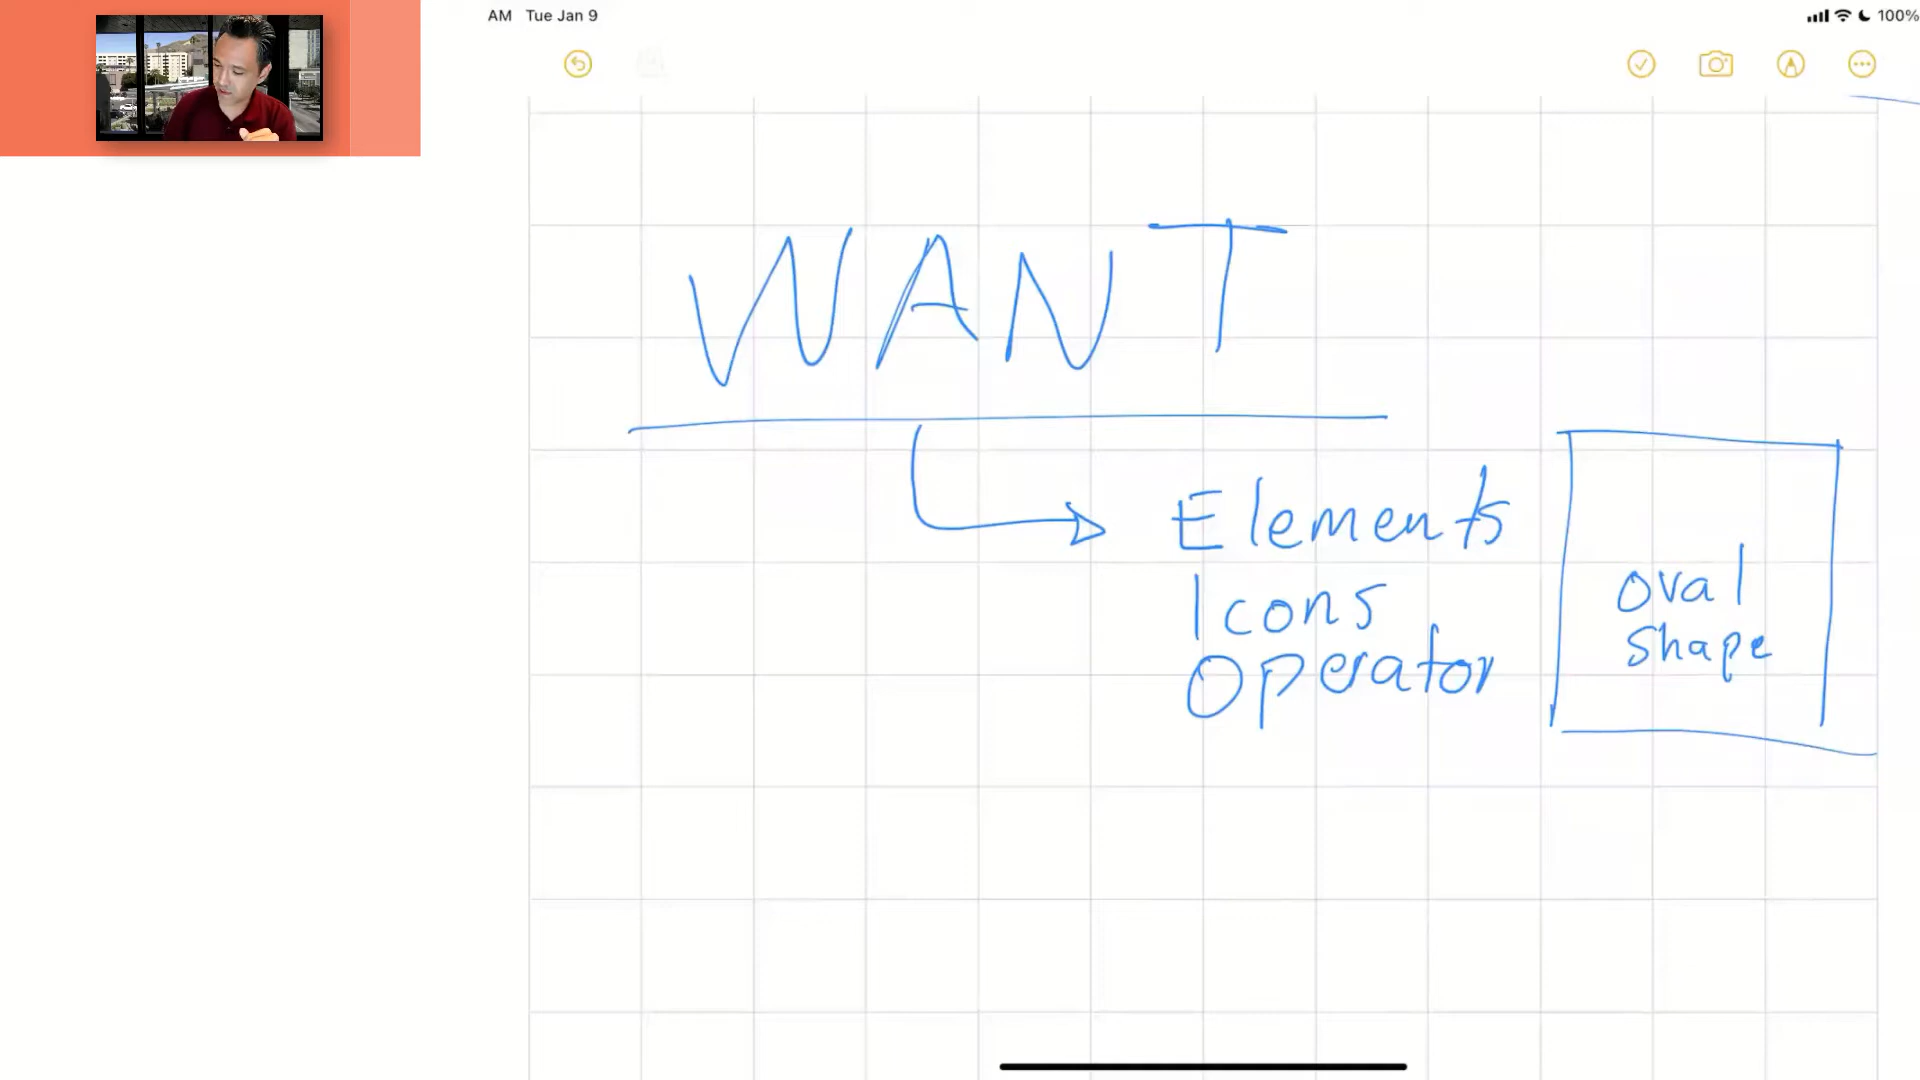 AM Tue Jan 9
100%
WANT
Elements
Icons
Operator
oval
shape